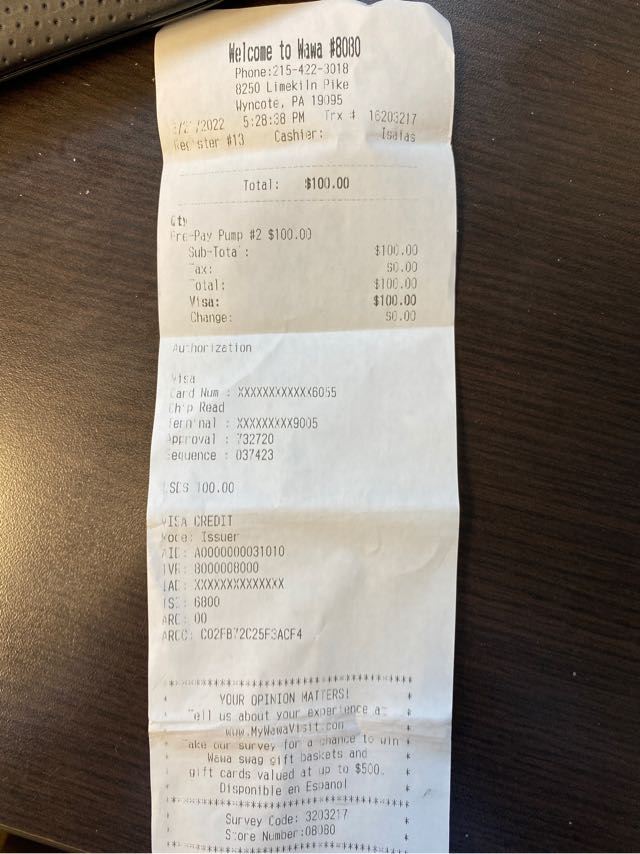 Welcome to Wawa #8080
Phone:215-422-3018
8250 Limekiln Pike
Wyncote, PA 19095
/2022 5:28:38 PM Trx # 16203217
Register #13 Cashier: Isaias
Total: $100.00
Qty
Pre-Pay Pump #2 $100.00
Sub-Total: $100.00
Tax: $0.00
Total: $100.00
Visa: $100.00
Change: $0.00
Authorization
Visa
Card Num : XXXXXXXXXXXX6055
Chip Read
Terminal : XXXXXXXXX9005
Approval : 732720
Sequence : 037423
USD$ 100.00
VISA CREDIT
Mode: Issuer
AID: A0000000031010
TVR: 8000008000
IAD: XXXXXXXXXXXXXX
TSI: 6800
ARC: 00
ARQC: C02FB72C25F3ACF4
YOUR OPINION MATTERS!
Tell us about your experience at
www.MyWawaVisit.com
Take our survey for a chance to win
Wawa swag gift baskets and
gift cards valued at up to $500.
Disponible en Espanol
Survey Code: 3203217
Store Number:08080